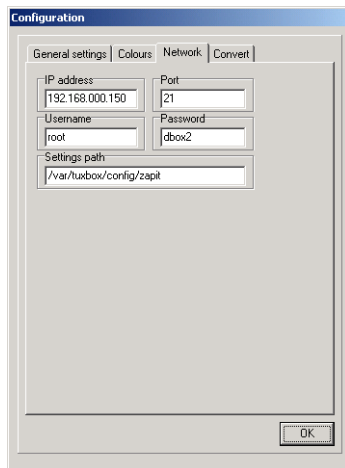 Configuration
General settings Colours Network Convert
IP address Port
192.168.000.150 21
Username Password
root dbox2
Settings path
/var/tuxbox/config/zapit
OK